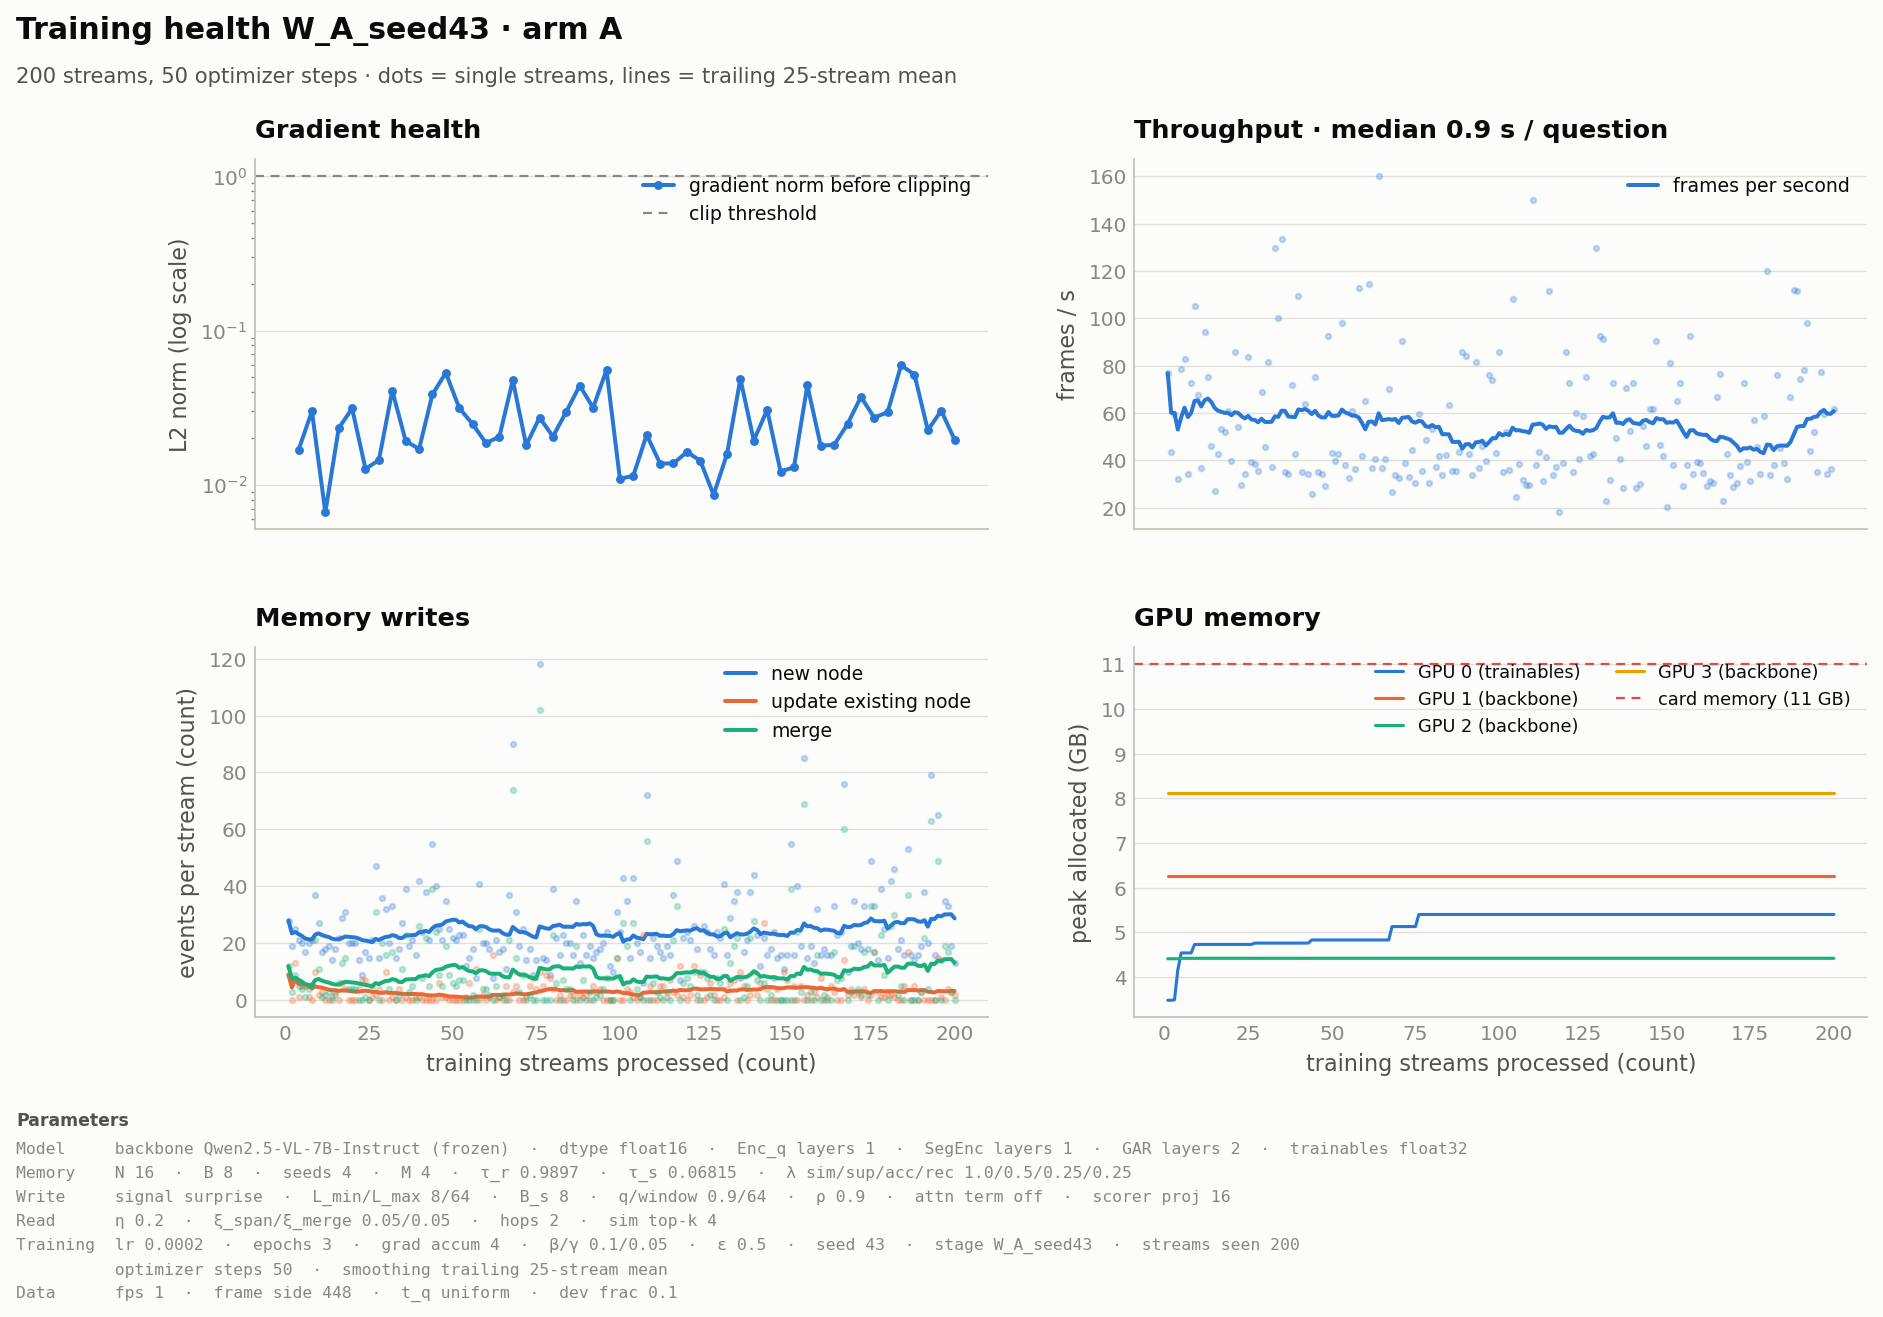 Training health W_A_seed43 · arm A
200 streams, 50 optimizer steps · dots = single streams, lines = trailing 25-stream mean
Gradient health
10⁰
10⁻¹
10⁻²
L2 norm (log scale)
gradient norm before clipping
clip threshold
Throughput · median 0.9 s / question
160
140
120
100
80
60
40
20
frames / s
frames per second
Memory writes
120
100
80
60
40
20
0
events per stream (count)
new node
update existing node
merge
0 25 50 75 100 125 150 175 200
training streams processed (count)
GPU memory
11
10
9
8
7
6
5
4
peak allocated (GB)
GPU 0 (trainables)
GPU 1 (backbone)
GPU 2 (backbone)
GPU 3 (backbone)
card memory (11 GB)
0 25 50 75 100 125 150 175 200
training streams processed (count)
Parameters
Model backbone Qwen2.5-VL-7B-Instruct (frozen) · dtype float16 · Enc_q layers 1 · SegEnc layers 1 · GAR layers 2 · trainables float32
Memory N 16 · B 8 · seeds 4 · M 4 · τ_r 0.9897 · τ_s 0.06815 · λ sim/sup/acc/rec 1.0/0.5/0.25/0.25
Write signal surprise · L_min/L_max 8/64 · B_s 8 · q/window 0.9/64 · ρ 0.9 · attn term off · scorer proj 16
Read η 0.2 · ξ_span/ξ_merge 0.05/0.05 · hops 2 · sim top-k 4
Training lr 0.0002 · epochs 3 · grad accum 4 · β/γ 0.1/0.05 · ε 0.5 · seed 43 · stage W_A_seed43 · streams seen 200
optimizer steps 50 · smoothing trailing 25-stream mean
Data fps 1 · frame side 448 · t_q uniform · dev frac 0.1